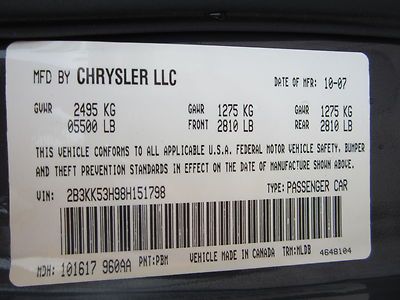 MFD BY CHRYSLER LLC DATE OF MFR: 10-07
GVWR 2495 KG GAWR 1275 KG GAWR 1275 KG
05500 LB FRONT 2810 LB REAR 2810 LB
THIS VEHICLE CONFORMS TO ALL APPLICABLE U.S.A. FEDERAL MOTOR VEHICLE SAFETY, BUMPER
AND THEFT PREVENTION STANDARDS IN EFFECT ON THE DATE OF MANUFACTURE SHOWN ABOVE.
VIN: 2B3KK53H98H151798 TYPE: PASSENGER CAR
MDH: 101617 960AA PNT: PBM VEHICLE MADE IN CANADA TRM: MLDB 4648104